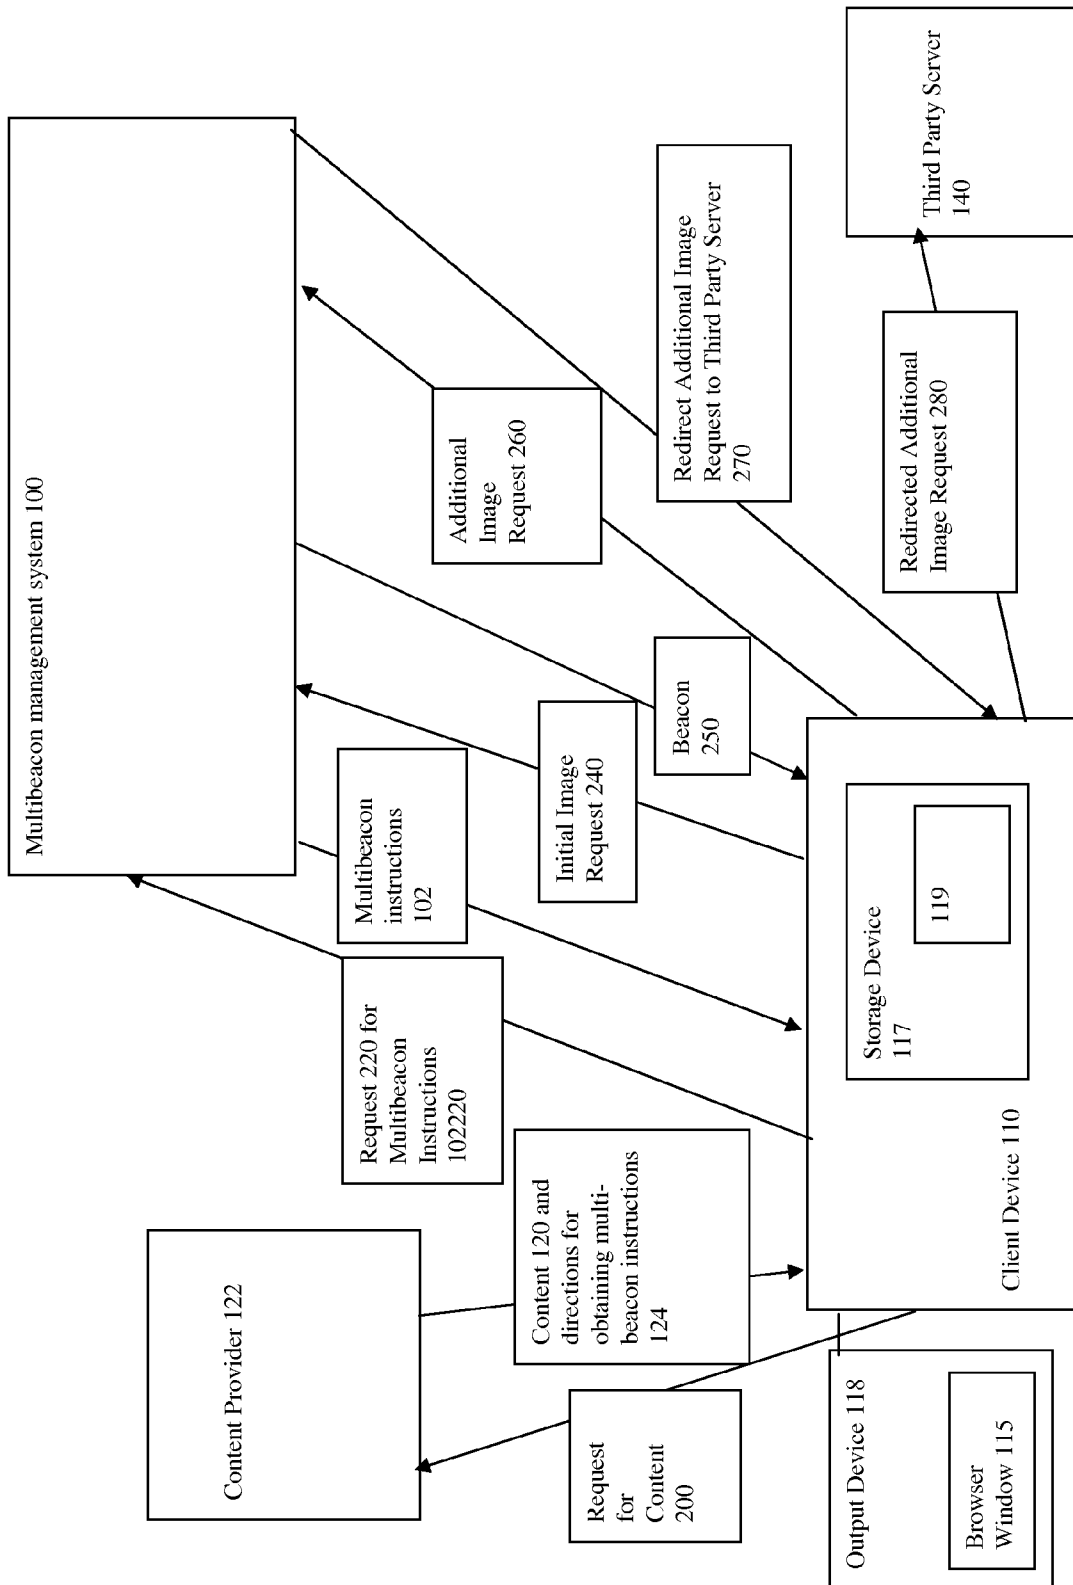 Multibeacon management system 100
Content Provider 122
Request 220 for
Multibeacon
Instructions
102220
Multibeacon
instructions
102
Additional
Image
Request 260
Request
for
Content
200
Content 120 and
directions for
obtaining multi-
beacon instructions
124
Initial Image
Request 240
Beacon
250
Redirect Additional Image
Request to Third Party Server
270
Output Device 118
Browser
Window 115
Client Device 110
Storage Device
117
119
Redirected Additional
Image Request 280
Third Party Server
140